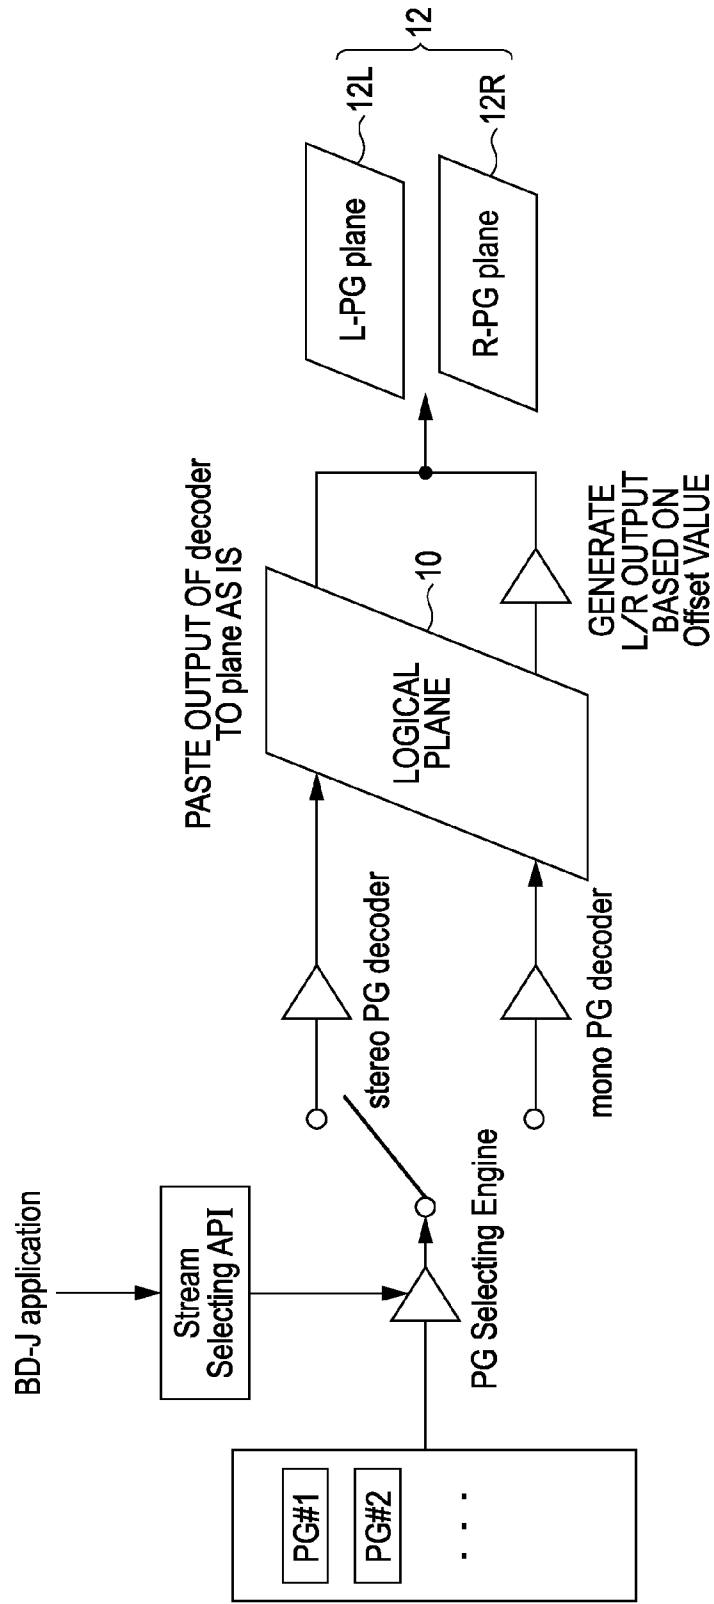 BD-J application
Stream
Selecting API
PG#1
PG#2
. . .
PG Selecting Engine
stereo PG decoder
mono PG decoder
PASTE OUTPUT OF decoder
TO plane AS IS
LOGICAL
PLANE
10
GENERATE
L/R OUTPUT
BASED ON
Offset VALUE
L-PG plane
12L
R-PG plane
12R
12